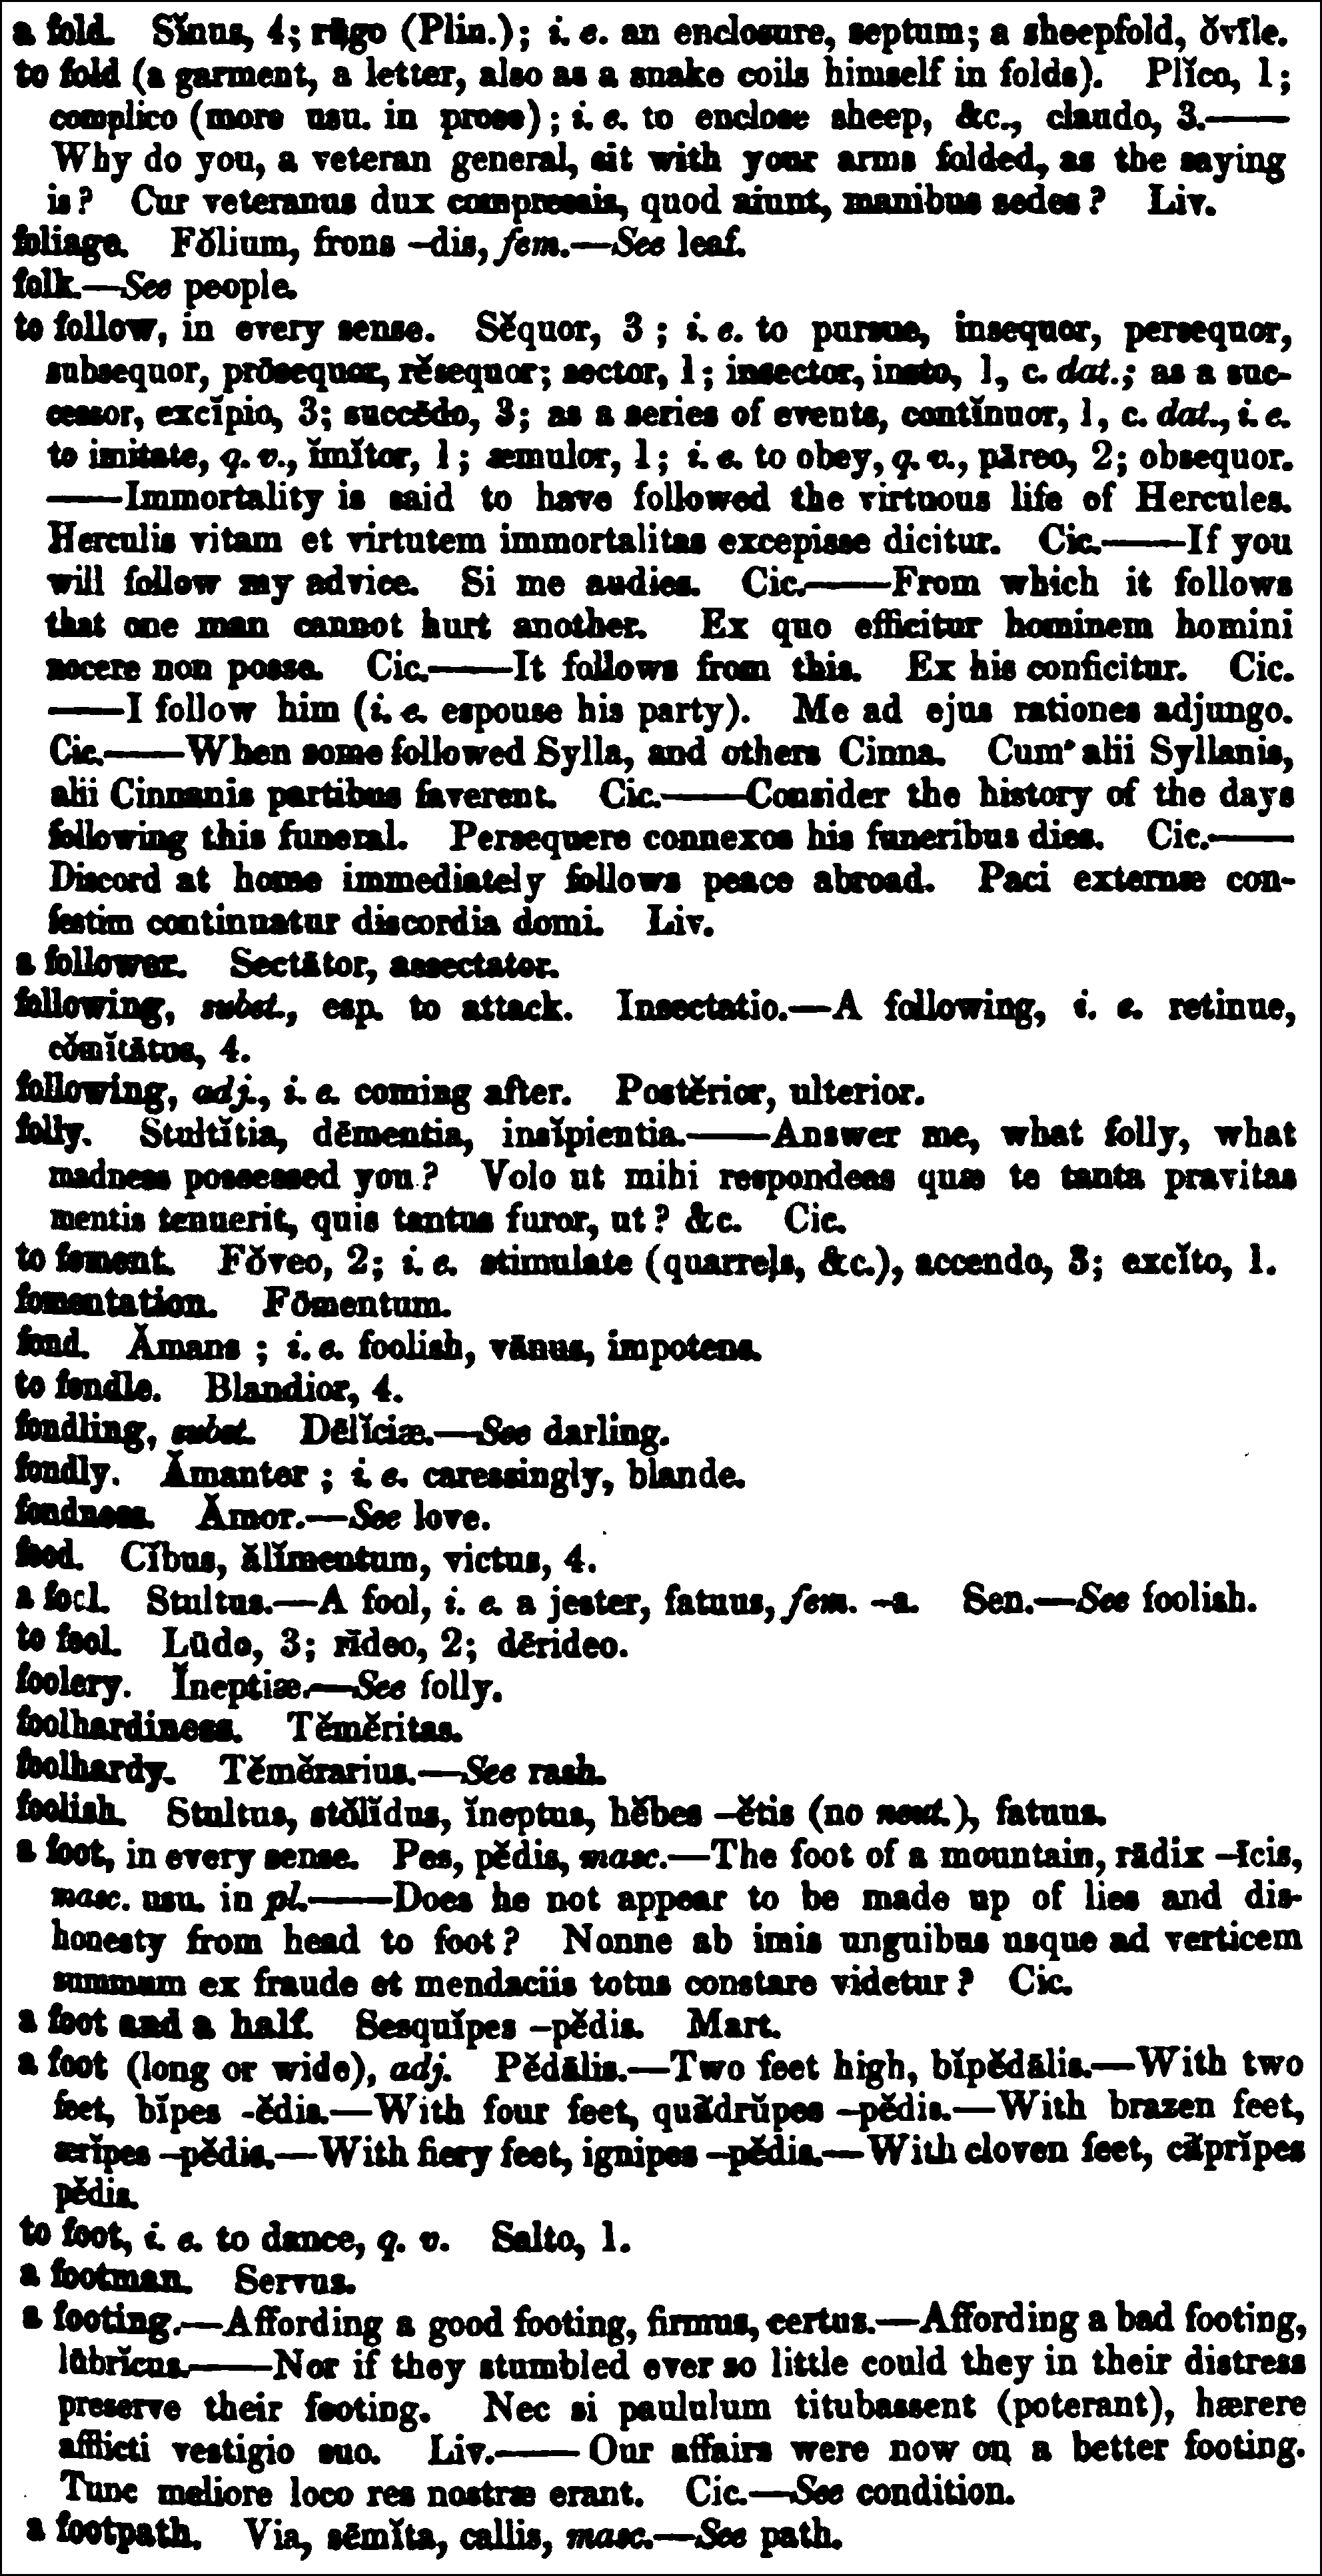 a fold. Sĭnus, 4; rūgo (Plin.); i. e. an enclosure, septum; a sheepfold, ŏvīle.
to fold (a garment, a letter, also as a snake coils himself in folds). Plĭco, 1;
complico (more usu. in prose); i. e. to enclose sheep, &c., claudo, 3.——
Why do you, a veteran general, sit with your arms folded, as the saying
is? Cur veteranus dux compressis, quod aiunt, manibus sedes? Liv.
foliage. Fŏlium, frons –dis, fem.—See leaf.
folk.—See people.
to follow, in every sense. Sĕquor, 3; i. e. to pursue, insequor, persequor,
subsequor, prōsequor, rĕsequor; sector, 1; insector, insto, 1, c. dat.; as a suc-
cessor, excĭpio, 3; succēdo, 3; as a series of events, contĭnuor, 1, c. dat., i. e.
to imitate, q. v., ĭmĭtor, 1; æmulor, 1; i. e. to obey, q. v., pāreo, 2; obsequor.
——Immortality is said to have followed the virtuous life of Hercules.
Herculis vitam et virtutem immortalitas excepisse dicitur. Cic.——If you
will follow my advice. Si me audies. Cic.——From which it follows
that one man cannot hurt another. Ex quo efficitur hominem homini
nocere non posse. Cic.——It follows from this. Ex his conficitur. Cic.
——I follow him (i. e. espouse his party). Me ad ejus rationes adjungo.
Cic.——When some followed Sylla, and others Cinna. Cum alii Syllanis,
alii Cinnanis partibus faverent. Cic.——Consider the history of the days
following this funeral. Persequere connexos his funeribus dies. Cic.——
Discord at home immediately follows peace abroad. Paci externæ con-
festim continuatur discordia domi. Liv.
a follower. Sectātor, assectator.
following, subst., esp. to attack. Insectatio.—A following, i. e. retinue,
cŏmĭtātus, 4.
following, adj., i. e. coming after. Postĕrior, ulterior.
folly. Stultĭtia, dēmentia, insĭpientia.——Answer me, what folly, what
madness possessed you? Volo ut mihi respondeas quæ te tanta pravitas
mentis tenuerit, quis tantus furor, ut? &c. Cic.
to foment. Fŏveo, 2; i. e. stimulate (quarrels, &c.), accendo, 3; excĭto, 1.
fomentation. Fōmentum.
fond. Ămans; i. e. foolish, vānus, impotens.
to fondle. Blandior, 4.
fondling, subst. Dēlĭciæ.—See darling.
fondly. Ămanter; i. e. caressingly, blande.
fondness. Ămor.—See love.
food. Cĭbus, ălĭmentum, victus, 4.
a fool. Stultus.—A fool, i. e. a jester, fatuus, fem. –a. Sen.—See foolish.
to fool. Lūdo, 3; rīdeo, 2; dērideo.
foolery. Ĭneptiæ.—See folly.
foolhardiness. Tĕmĕritas.
foolhardy. Tĕmĕrarius.—See rash.
foolish. Stultus, stŏlĭdus, ĭneptus, hĕbes –ĕtis (no neut.), fatuus.
a foot, in every sense. Pes, pĕdis, masc.—The foot of a mountain, rādix –īcis,
masc. usu. in pl.——Does he not appear to be made up of lies and dis-
honesty from head to foot? Nonne ab imis unguibus usque ad verticem
summum ex fraude et mendaciis totus constare videtur? Cic.
a foot and a half. Sesquĭpes –pĕdis. Mart.
a foot (long or wide), adj. Pĕdālis.—Two feet high, bĭpĕdālis.—With two
feet, bĭpes -ĕdis.—With four feet, quădrŭpes –pĕdis.—With brazen feet,
ærĭpes –pĕdis.—With fiery feet, ignipes –pĕdis.—With cloven feet, căprĭpes
pĕdis.
to foot, i. e. to dance, q. v. Salto, 1.
a footman. Servus.
a footing.—Affording a good footing, firmus, certus.—Affording a bad footing,
lūbrĭcus.——Nor if they stumbled ever so little could they in their distress
preserve their footing. Nec si paululum titubassent (poterant), hærere
afflicti vestigio suo. Liv.——Our affairs were now on a better footing.
Tunc meliore loco res nostræ erant. Cic.—See condition.
a footpath. Via, sēmĭta, callis, masc.—See path.